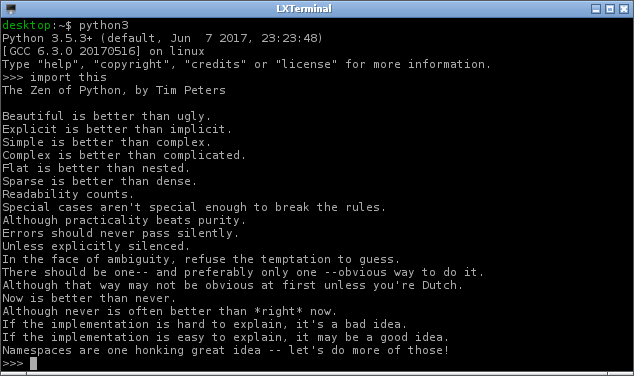 LXTerminal
desktop:~$ python3
Python 3.5.3+ (default, Jun  7 2017, 23:23:48)
[GCC 6.3.0 20170516] on linux
Type "help", "copyright", "credits" or "license" for more information.
>>> import this
The Zen of Python, by Tim Peters

Beautiful is better than ugly.
Explicit is better than implicit.
Simple is better than complex.
Complex is better than complicated.
Flat is better than nested.
Sparse is better than dense.
Readability counts.
Special cases aren't special enough to break the rules.
Although practicality beats purity.
Errors should never pass silently.
Unless explicitly silenced.
In the face of ambiguity, refuse the temptation to guess.
There should be one-- and preferably only one --obvious way to do it.
Although that way may not be obvious at first unless you're Dutch.
Now is better than never.
Although never is often better than *right* now.
If the implementation is hard to explain, it's a bad idea.
If the implementation is easy to explain, it may be a good idea.
Namespaces are one honking great idea -- let's do more of those!
>>>